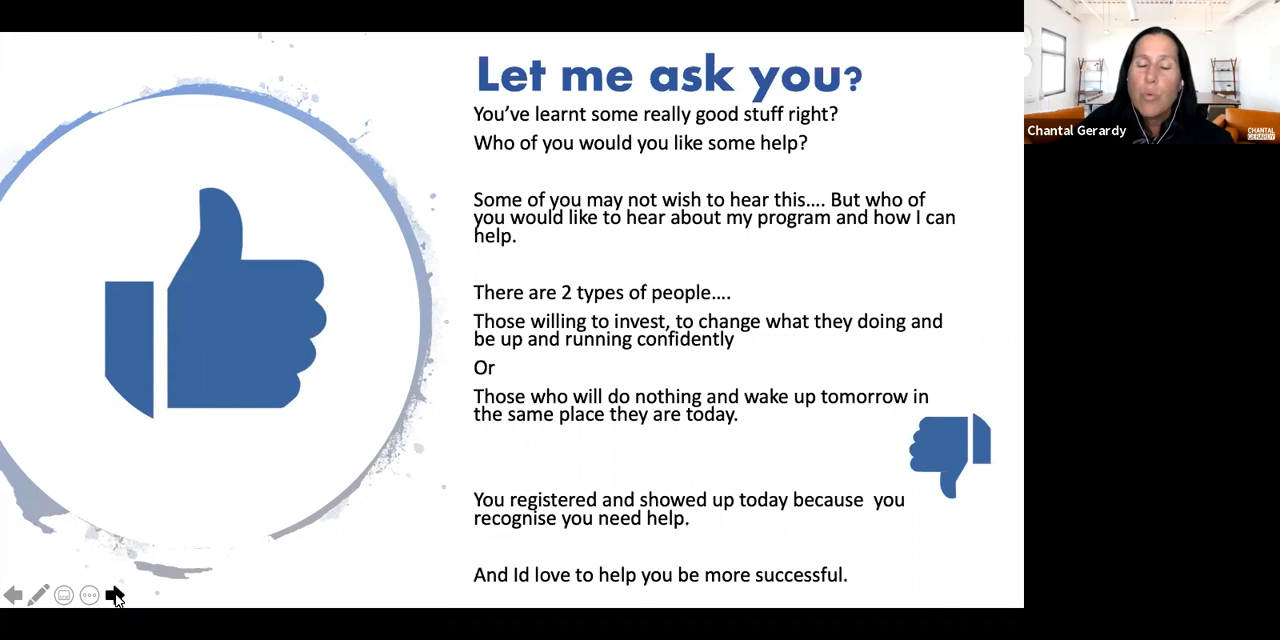 Let me ask you?
You've learnt some really good stuff right?
Who of you would you like some help?
Some of you may not wish to hear this.... But who of
you would like to hear about my program and how I can
help.
There are 2 types of people....
Those willing to invest, to change what they doing and
be up and running confidently
Or
Those who will do nothing and wake up tomorrow in
the same place they are today.
You registered and showed up today because  you
recognise you need help.
And Id love to help you be more successful.
Chantal Gerardy
CHANTAL
GERARDY